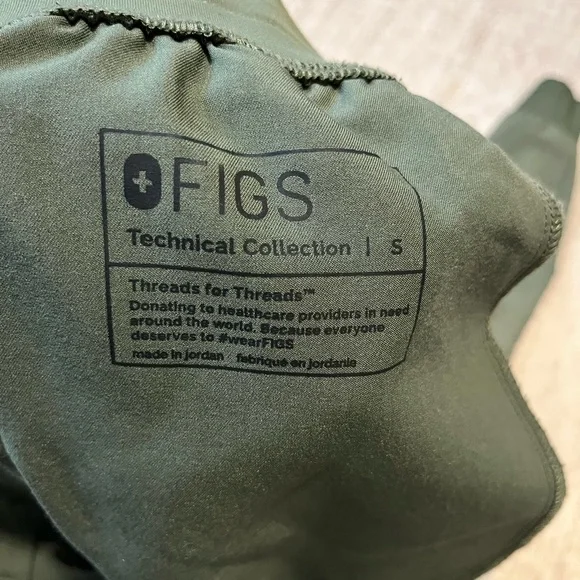 FIGS
Technical Collection | S
Threads for Threads™
Donating to healthcare providers in need
around the world. Because everyone
deserves to #wearFIGS
made in jordan fabriqué en jordanie